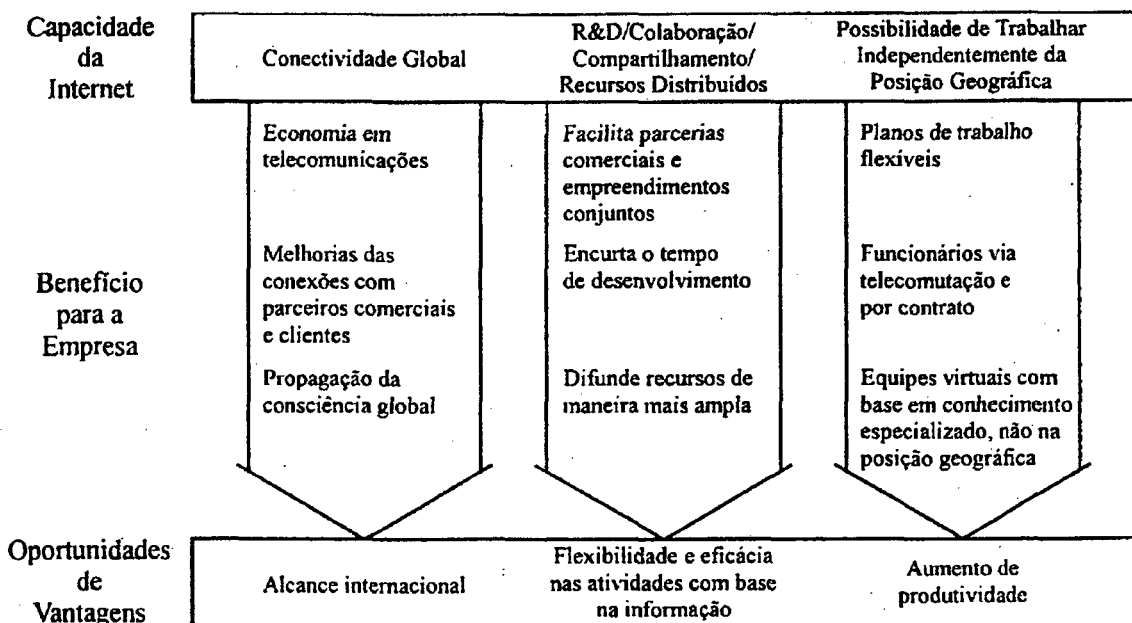 Capacidade
da
Internet
Conectividade Global
R&D/Colaboração/
Compartilhamento/
Recursos Distribuídos
Possibilidade de Trabalhar
Independentemente da
Posição Geográfica
Benefício
para a
Empresa
Economia em
telecomunicações
Melhorias das
conexões com
parceiros comerciais
e clientes
Propagação da
consciência global
Facilita parcerias
comerciais e
empreendimentos
conjuntos
Encurta o tempo
de desenvolvimento
Difunde recursos de
maneira mais ampla
Planos de trabalho
flexíveis
Funcionários via
telecomutação e
por contrato
Equipes virtuais com
base em conhecimento
especializado, não na
posição geográfica
Oportunidades
de
Vantagens
Alcance internacional
Flexibilidade e eficácia
nas atividades com base
na informação
Aumento de
produtividade